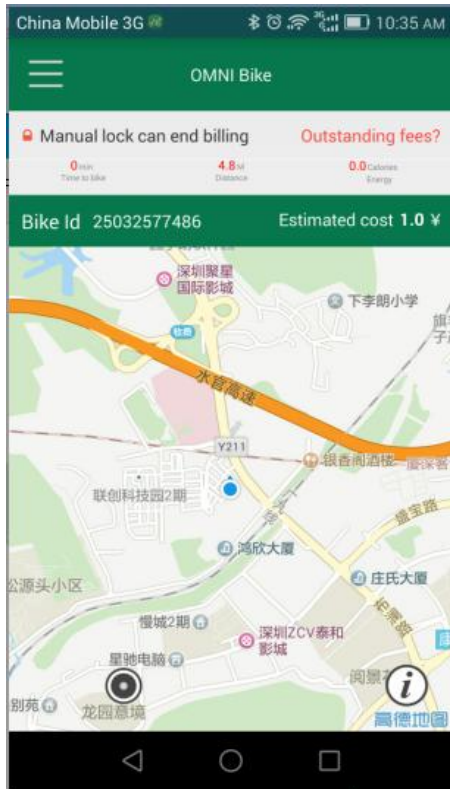 China Mobile 3G
3G
10:35 AM
OMNI Bike
Manual lock can end billing
Outstanding fees?
0 min
4.8 M
0.0 Calories
Time to bike
Distance
Energy
Bike Id 25032577486
Estimated cost 1.0 ¥
深圳聚星
国际影城
下李朗小学
水官高速
Y211
银香阁酒楼
联创科技园2期
盛宝路
鸿欣大厦
庄氏大厦
松源头小区
慢城2期
深圳ZCV泰和
影城
星驰电脑
别苑
龙园意境
i
高德地图